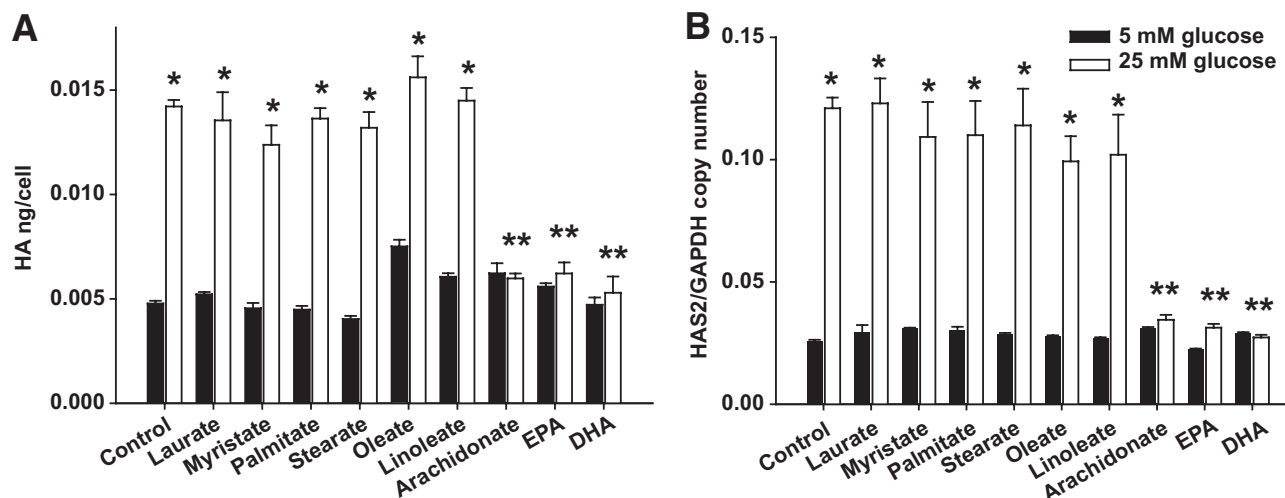 A
HA ng/cell
0.015
0.010
0.005
0.000
* * * * * * * ** ** **
Control
Laurate
Myristate
Palmitate
Stearate
Oleate
Linoleate
Arachidonate
EPA
DHA
B
5 mM glucose
25 mM glucose
HAS2/GAPDH copy number
0.15
0.10
0.05
0.00
* * * * * * * ** ** **
Control
Laurate
Myristate
Palmitate
Stearate
Oleate
Linoleate
Arachidonate
EPA
DHA